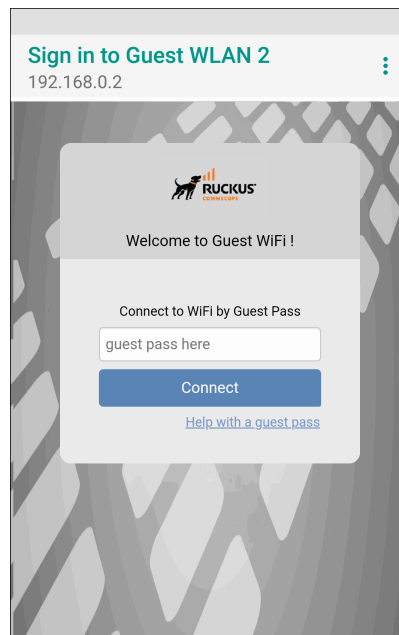 Sign in to Guest WLAN 2
192.168.0.2
RUCKUS
COMMSCOPE
Welcome to Guest WiFi !
Connect to WiFi by Guest Pass
guest pass here
Connect
Help with a guest pass